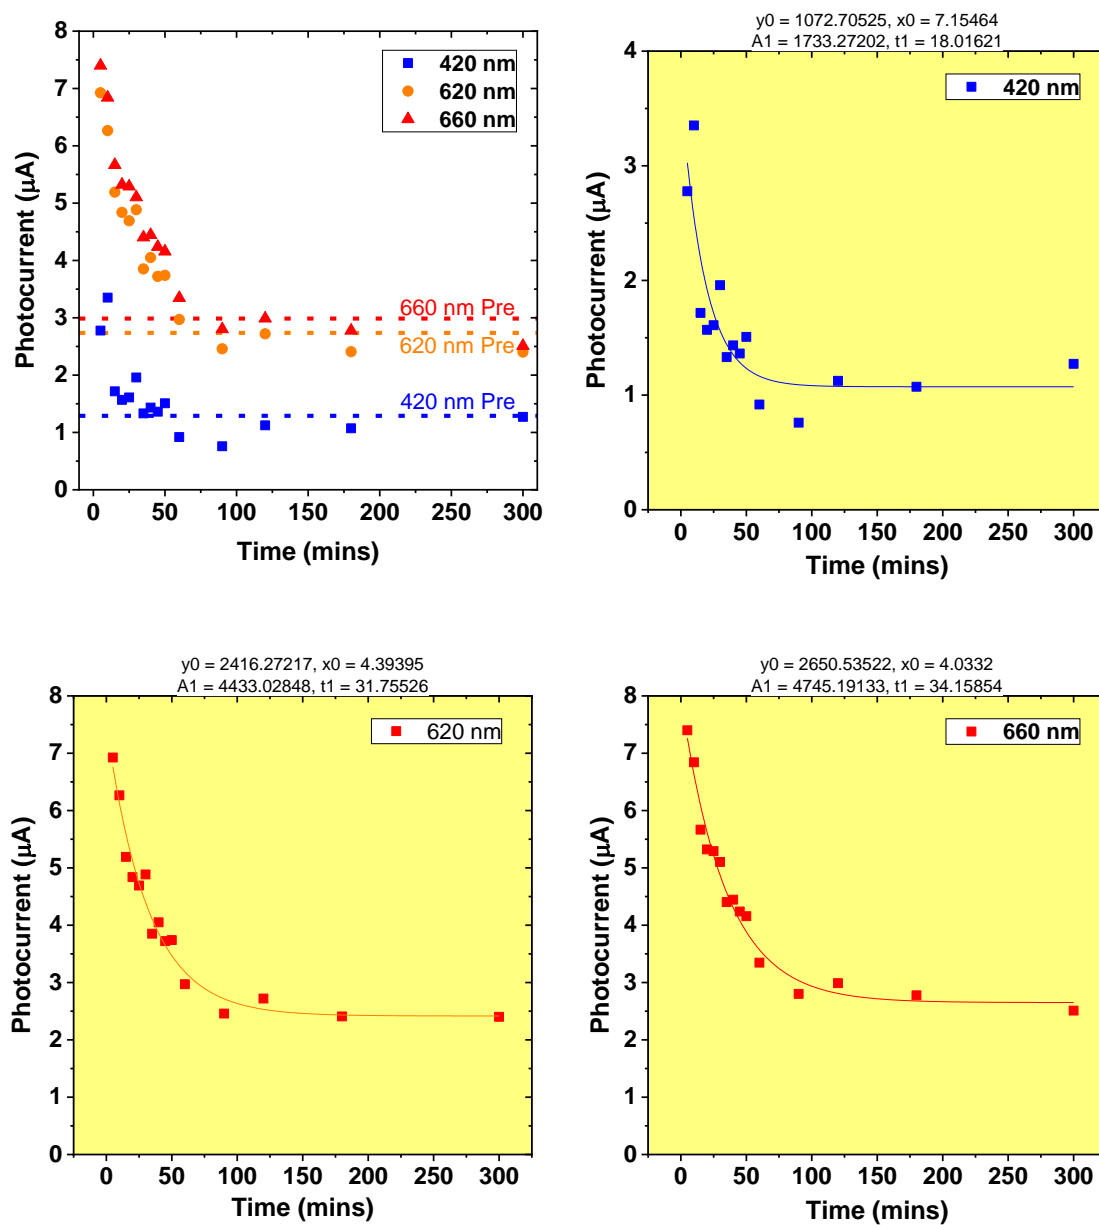 8
7
6
5
4
3
2
1
0
Photocurrent (μA)
420 nm
620 nm
660 nm
660 nm Pre
620 nm Pre
420 nm Pre
0 50 100 150 200 250 300
Time (mins)
y0 = 1072.70525, x0 = 7.15464
A1 = 1733.27202, t1 = 18.01621
4
3
2
1
0
Photocurrent (μA)
420 nm
0 50 100 150 200 250 300
Time (mins)
y0 = 2416.27217, x0 = 4.39395
A1 = 4433.02848, t1 = 31.75526
8
7
6
5
4
3
2
1
0
Photocurrent (μA)
620 nm
0 50 100 150 200 250 300
Time (mins)
y0 = 2650.53522, x0 = 4.0332
A1 = 4745.19133, t1 = 34.15854
8
7
6
5
4
3
2
1
0
Photocurrent (μA)
660 nm
0 50 100 150 200 250 300
Time (mins)